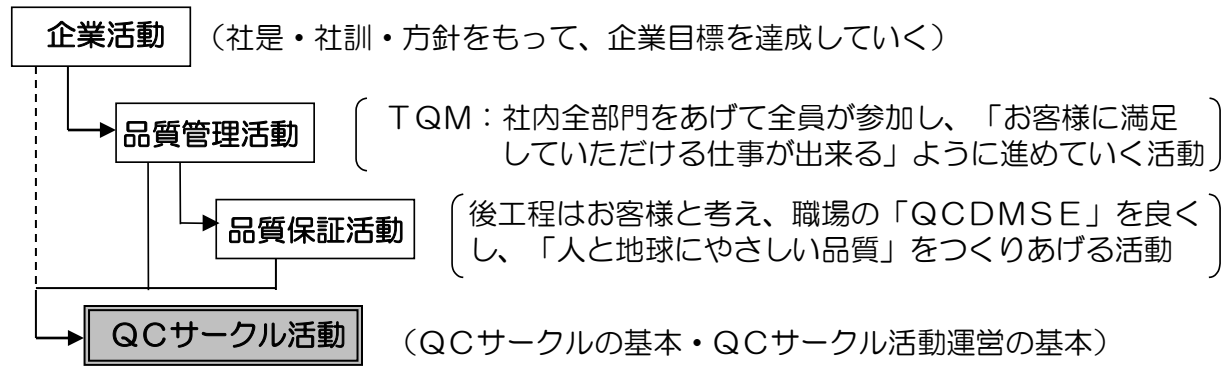 企業活動 （社是・社訓・方針をもって、企業目標を達成していく）
品質管理活動 ＴＱＭ：社内全部門をあげて全員が参加し、「お客様に満足
していただける仕事が出来る」ように進めていく活動
品質保証活動 後工程はお客様と考え、職場の「ＱＣＤＭＳＥ」を良く
し、「人と地球にやさしい品質」をつくりあげる活動
ＱＣサークル活動 （ＱＣサークルの基本・ＱＣサークル活動運営の基本）